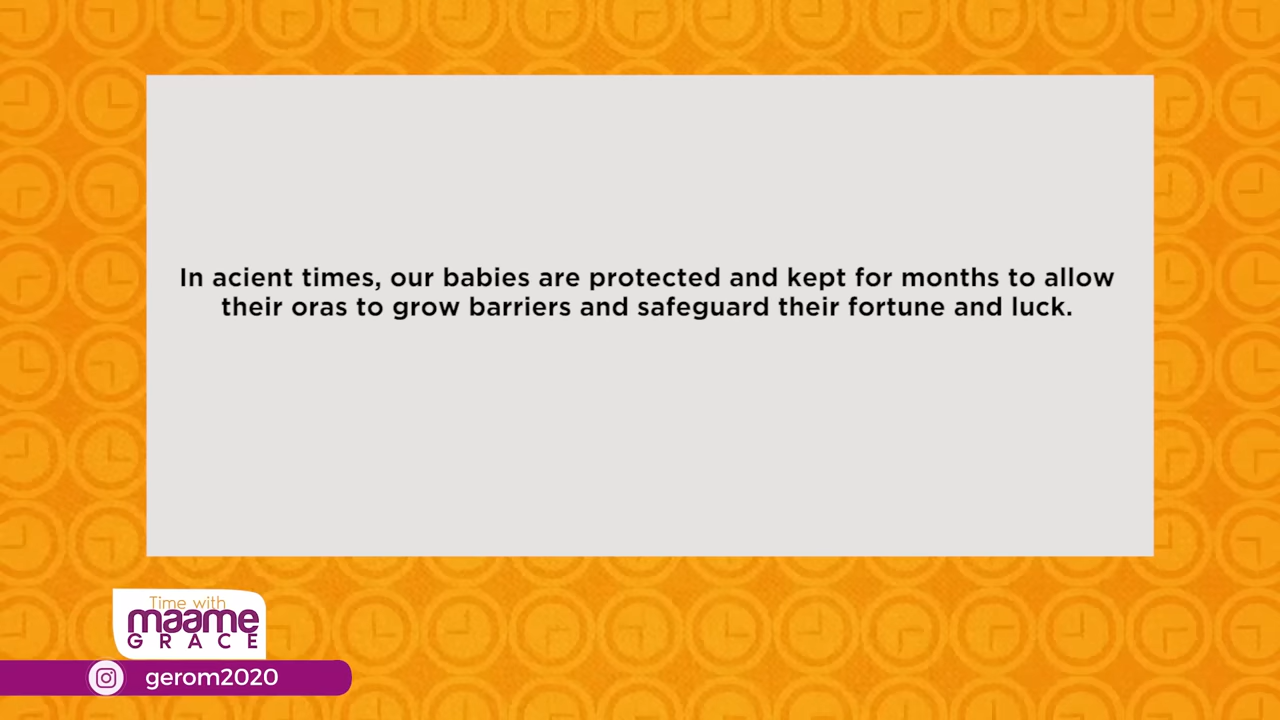 In acient times, our babies are protected and kept for months to allow
their oras to grow barriers and safeguard their fortune and luck.
Time with
maame
GRACE
gerom2020